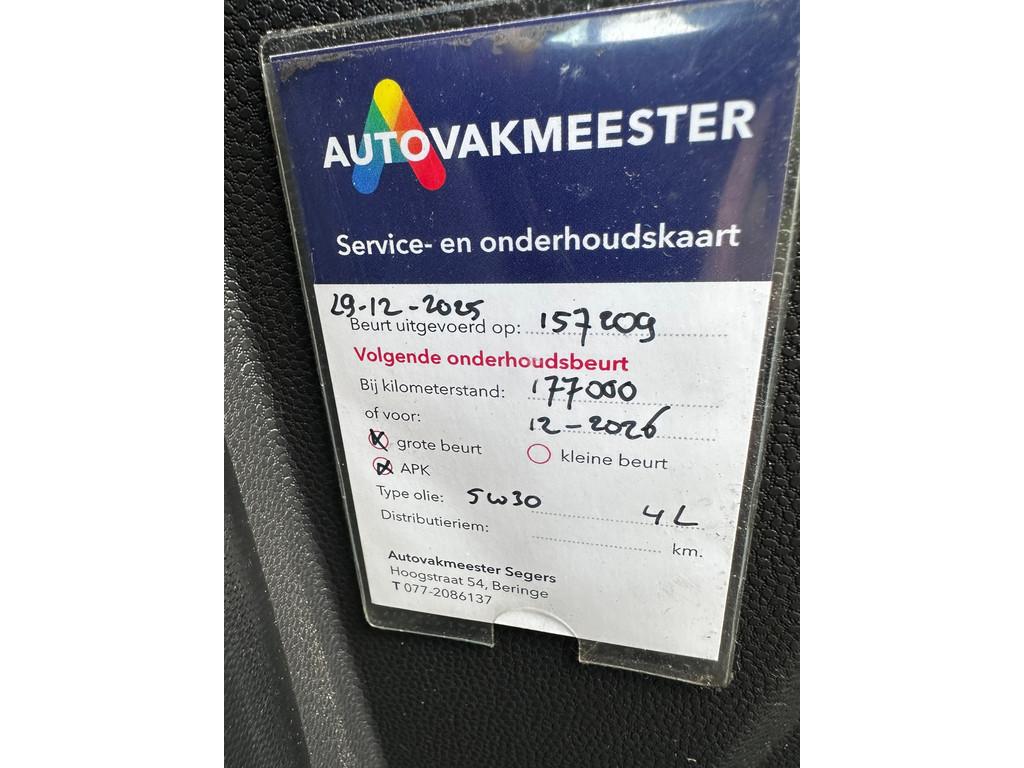 AUTOVAKMEESTER
Service- en onderhoudskaart
29-12-2025
Beurt uitgevoerd op: 157209
Volgende onderhoudsbeurt
Bij kilometerstand: 177000
of voor: 12-2026
grote beurt kleine beurt
APK
Type olie: 5W30 4L
Distributieriem: km.
Autovakmeester Segers
Hoogstraat 54, Beringe
T 077-2086137